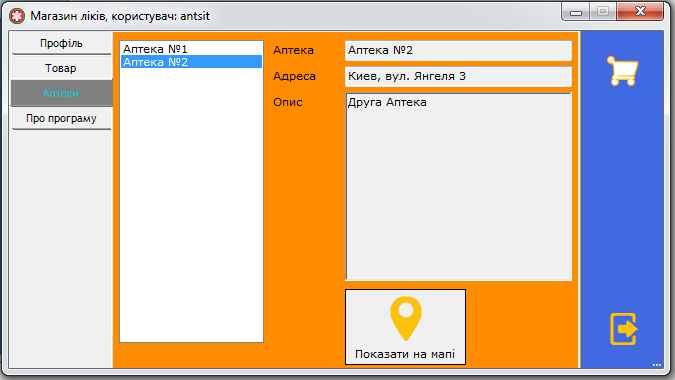 Магазин ліків, користувач: antsit
Профіль
Товар
Аптеки
Про програму
Аптека №1
Аптека №2
Аптека Аптека №2
Адреса Киев, вул. Янгеля 3
Опис Друга Аптека
Показати на мапі